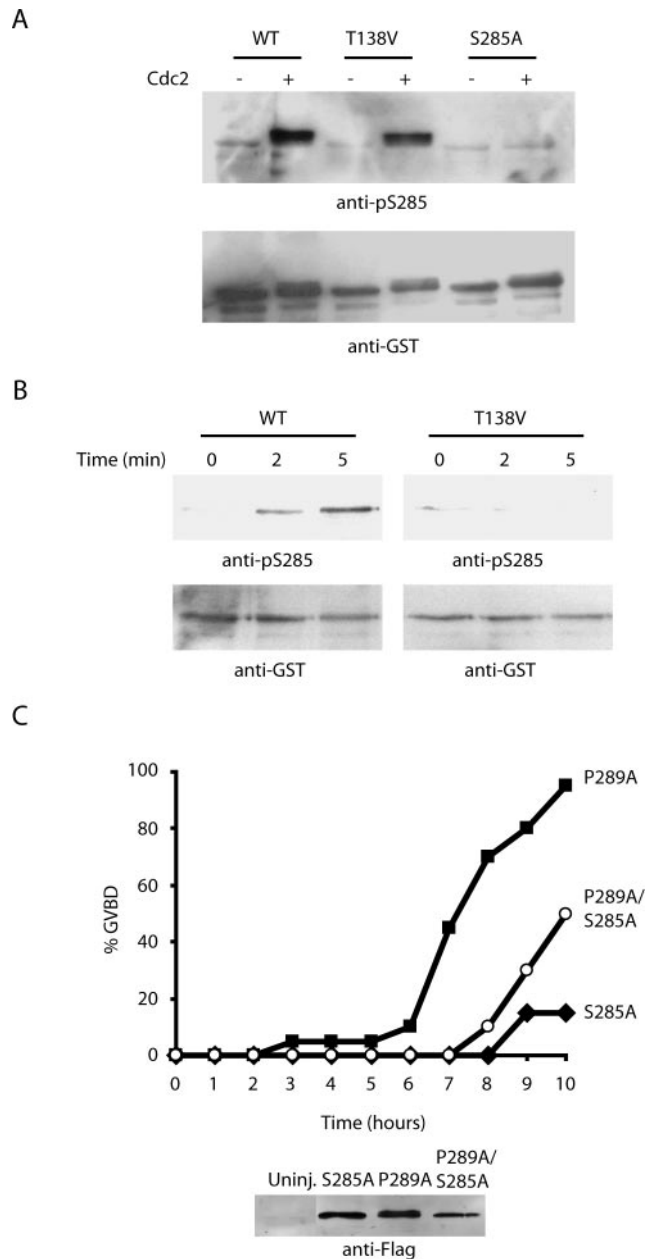 A
WT T138V S285A
Cdc2 - + - + - +
anti-pS285
anti-GST
B
WT T138V
Time (min) 0 2 5 0 2 5
anti-pS285 anti-pS285
anti-GST anti-GST
C
100
80
60
40
20
0
% GVBD
P289A
P289A/
S285A
S285A
0 1 2 3 4 5 6 7 8 9 10
Time (hours)
Uninj. S285A P289A P289A/
S285A
anti-Flag